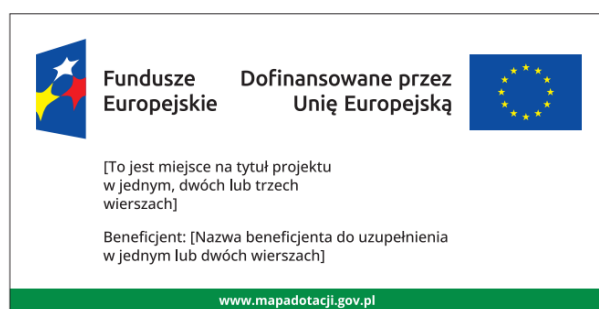 Fundusze
Europejskie
Dofinansowane przez
Unię Europejską
[To jest miejsce na tytuł projektu
w jednym, dwóch lub trzech
wierszach]
Beneficjent: [Nazwa beneficjenta do uzupełnienia
w jednym lub dwóch wierszach]
www.mapadotacji.gov.pl